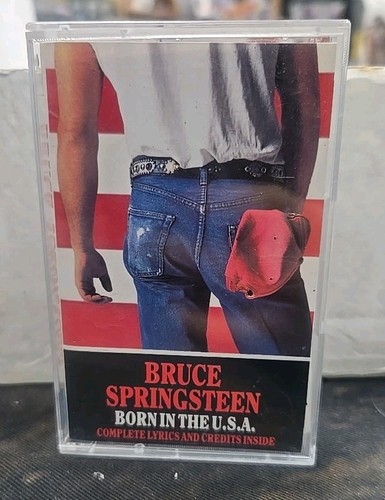 BRUCE
SPRINGSTEEN
BORN IN THE U.S.A.
COMPLETE LYRICS AND CREDITS INSIDE